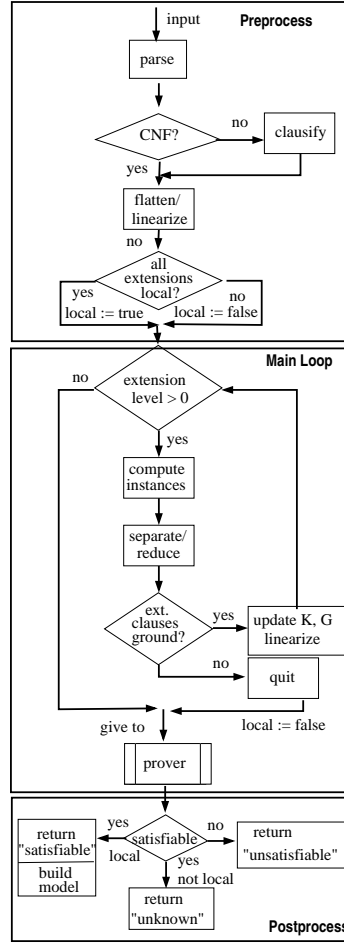 input
Preprocess
parse
CNF?
no
clausify
yes
flatten/
linearize
no
all
extensions
local?
yes
no
local := true
local := false
Main Loop
no
extension
level > 0
yes
compute
instances
separate/
reduce
ext.
clauses
ground?
yes
update K, G
linearize
no
quit
give to
local := false
prover
yes
satisfiable
no
return
"satisfiable"
local
build
model
yes
not local
return
"unsatisfiable"
return
"unknown"
Postprocess